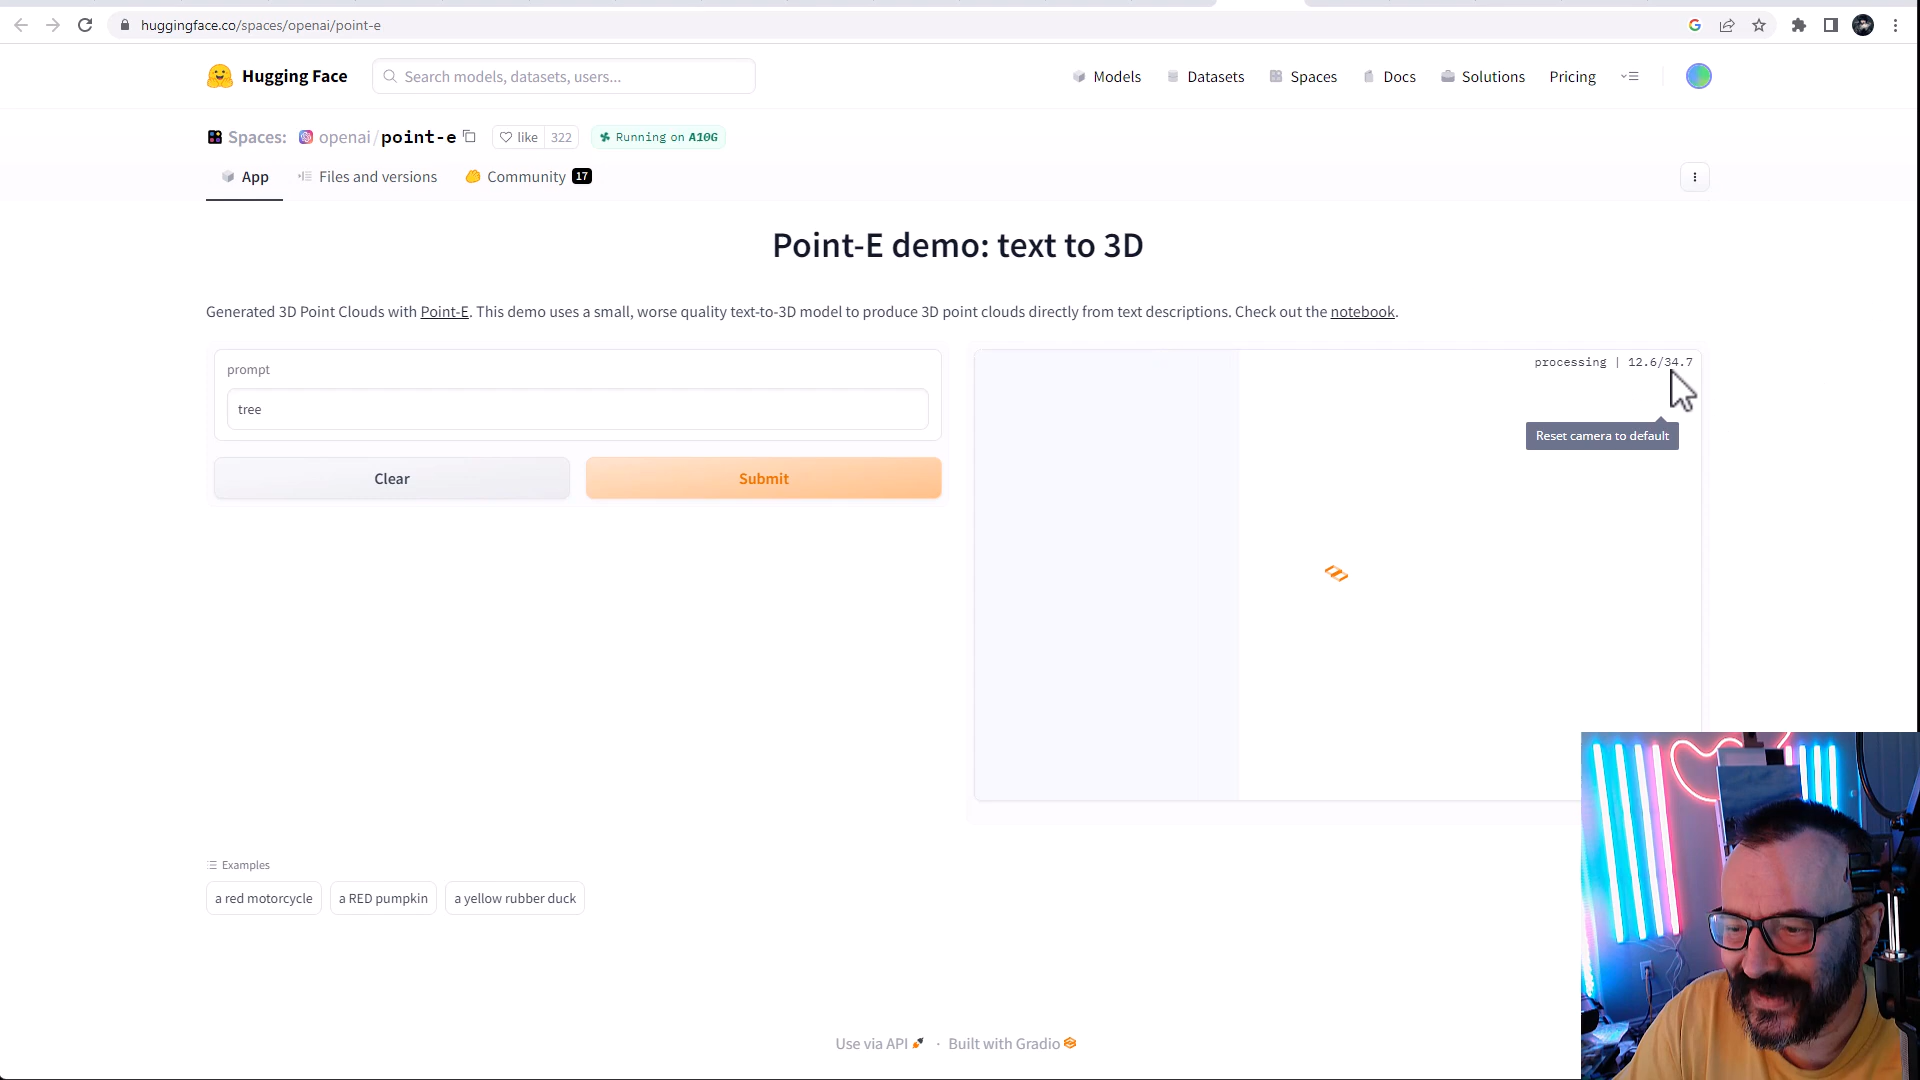 huggingface.co/spaces/openai/point-e
Hugging Face
Search models, datasets, users...
Models
Datasets
Spaces
Docs
Solutions
Pricing
Spaces: openai/point-e
like 322
Running on A10G
App
Files and versions
Community 17
Point-E demo: text to 3D
Generated 3D Point Clouds with Point-E. This demo uses a small, worse quality text-to-3D model to produce 3D point clouds directly from text descriptions. Check out the notebook.
prompt
tree
Clear
Submit
processing | 12.6/34.7
Reset camera to default
Examples
a red motorcycle
a RED pumpkin
a yellow rubber duck
Use via API · Built with Gradio